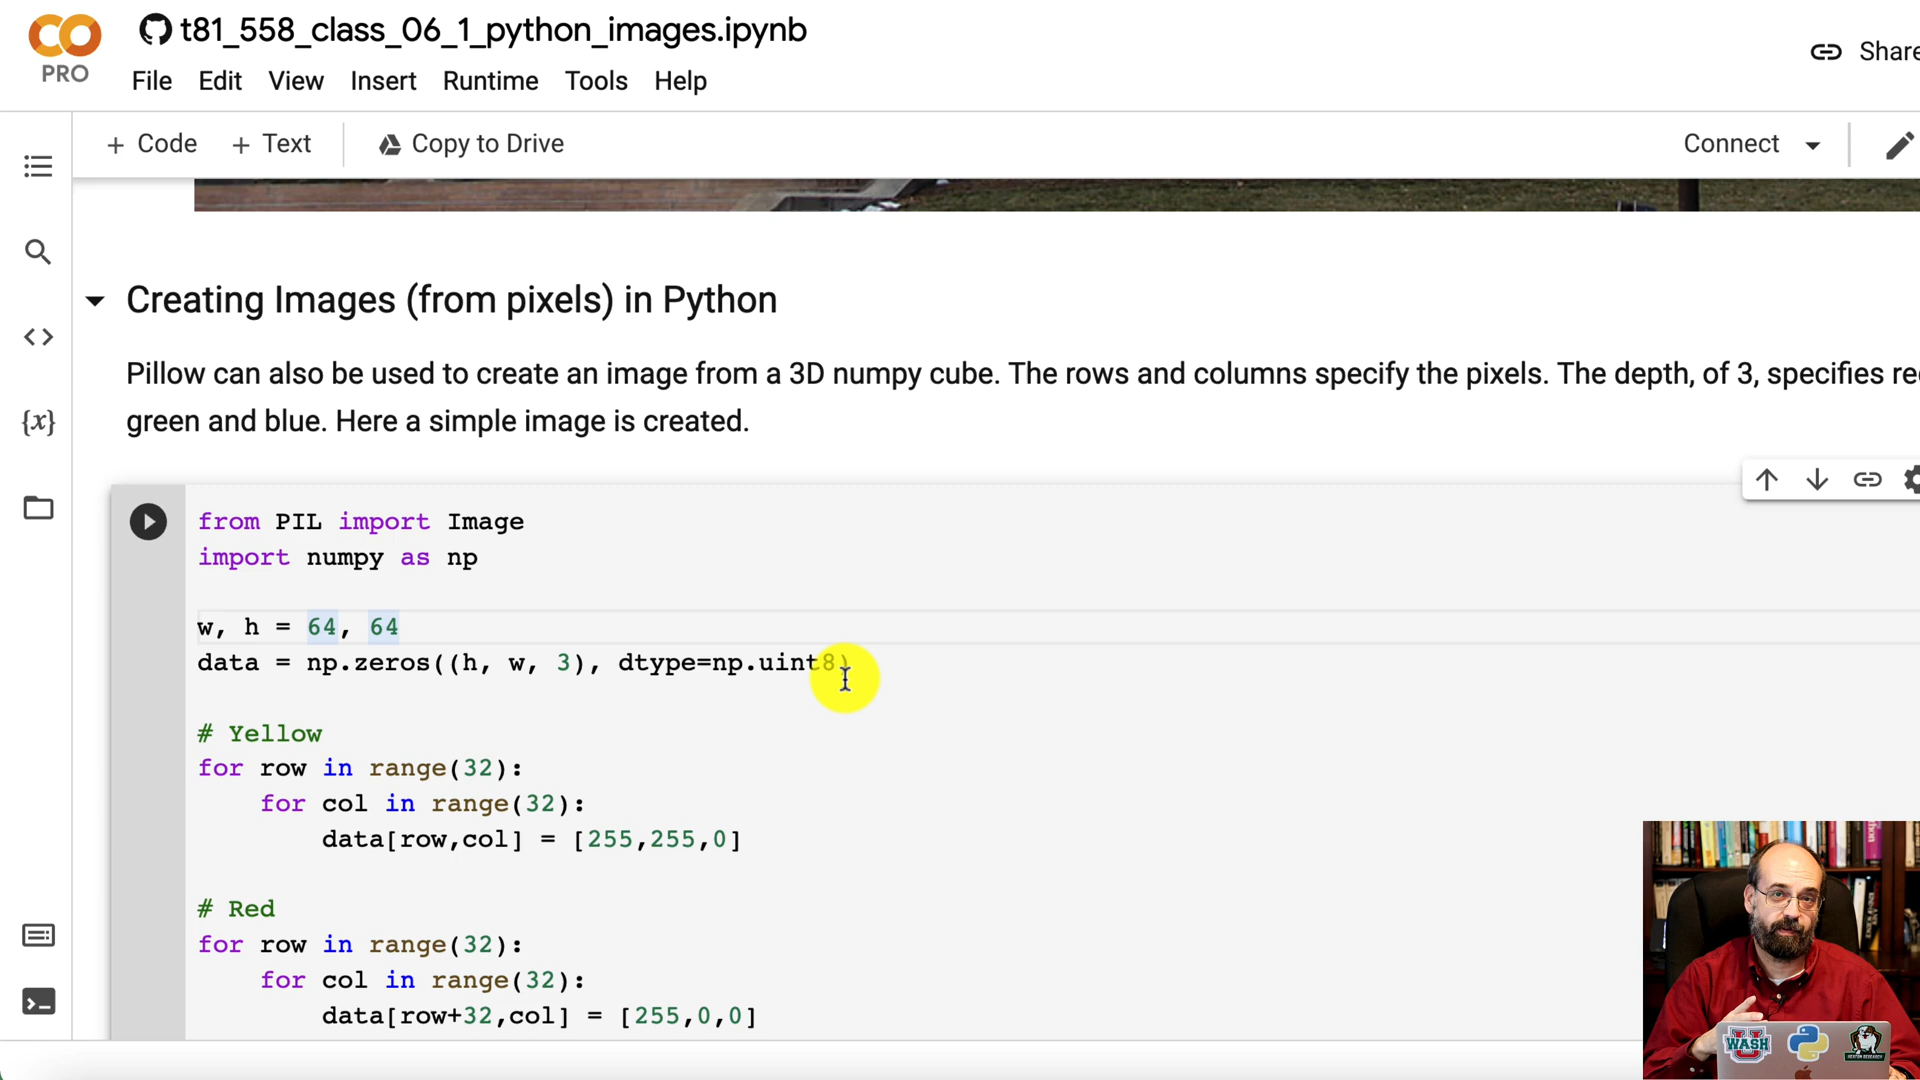 CO
PRO
t81_558_class_06_1_python_images.ipynb
Share
File Edit View Insert Runtime Tools Help
+ Code + Text Copy to Drive Connect
Creating Images (from pixels) in Python
Pillow can also be used to create an image from a 3D numpy cube. The rows and columns specify the pixels. The depth, of 3, specifies re
green and blue. Here a simple image is created.
{x}
from PIL import Image
import numpy as np
w, h = 64, 64
data = np.zeros((h, w, 3), dtype=np.uint8)
# Yellow
for row in range(32):
for col in range(32):
data[row,col] = [255,255,0]
# Red
for row in range(32):
for col in range(32):
data[row+32,col] = [255,0,0]
WASH